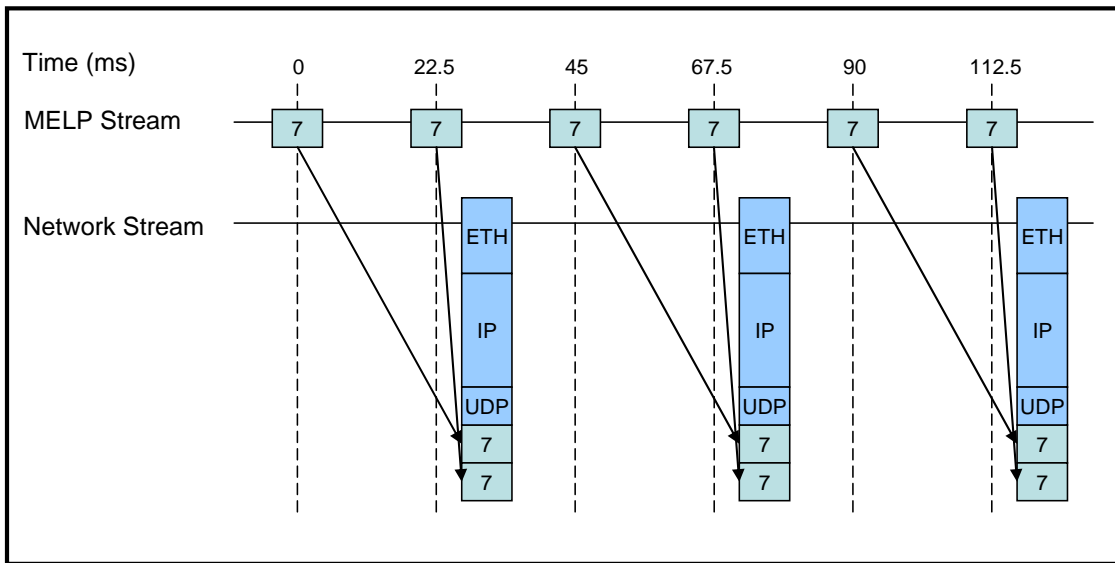 Time (ms) 0 22.5 45 67.5 90 112.5
MELP Stream 7 7 7 7 7 7
Network Stream
ETH ETH ETH
IP IP IP
UDP UDP UDP
7 7 7
7 7 7